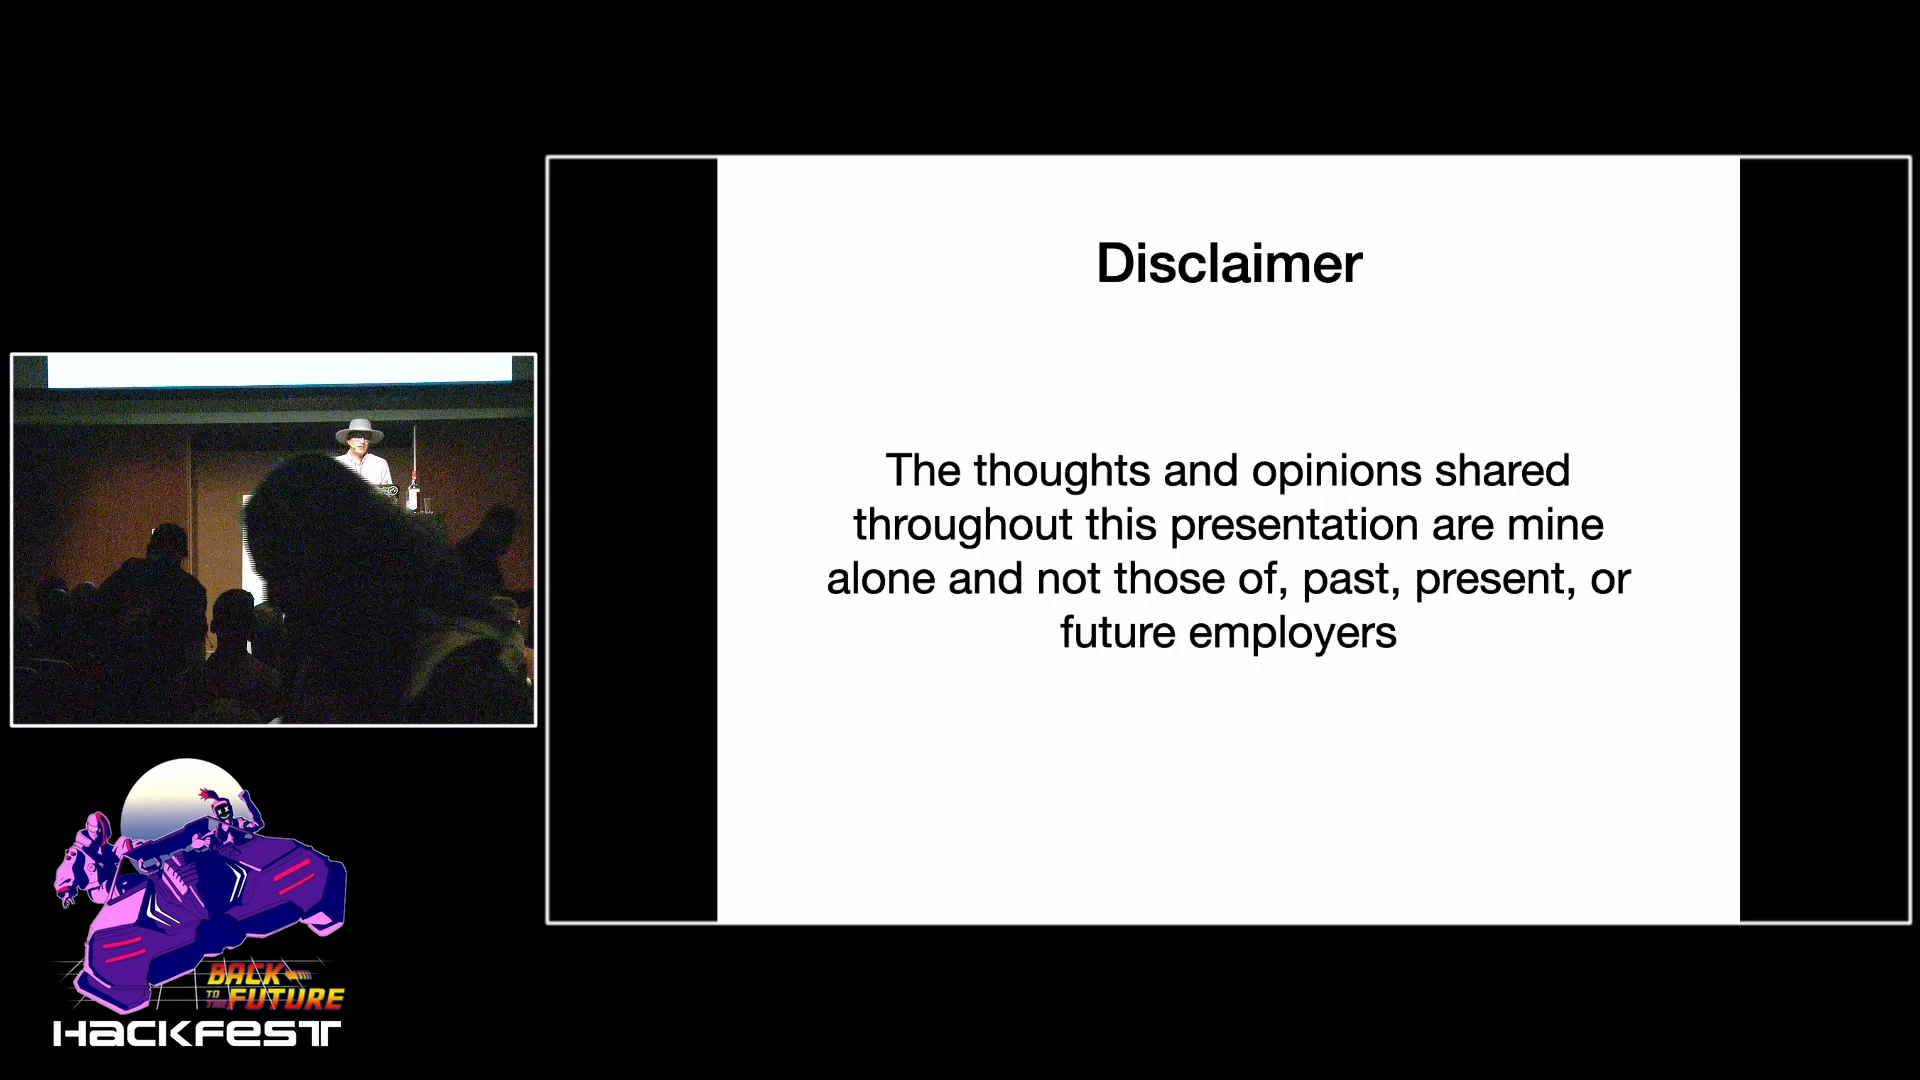 Disclaimer
The thoughts and opinions shared
throughout this presentation are mine
alone and not those of, past, present, or
future employers
BACK
TO
THE FUTURE
HACKFEST